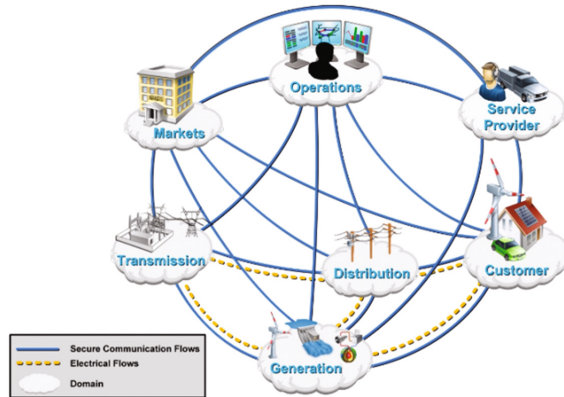 Operations
Markets
Service
Provider
Transmission
Distribution
Customer
Generation
Secure Communication Flows
Electrical Flows
Domain